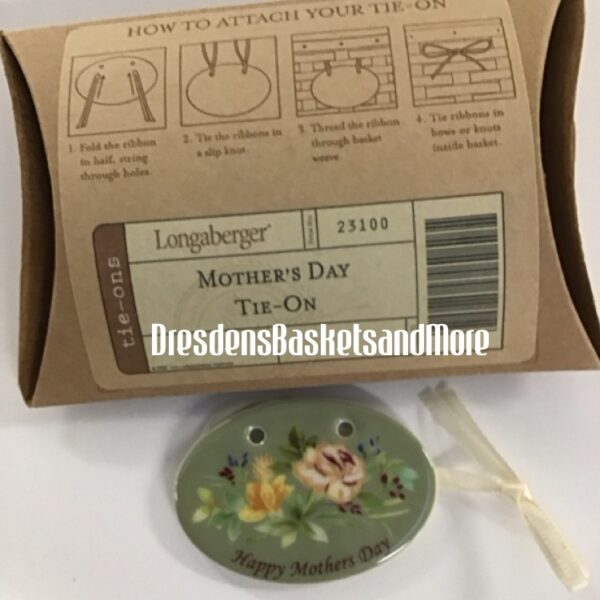 HOW TO ATTACH YOUR TIE-ON
1. Fold the ribbon
in half, string
through holes.
2. Tie the ribbons in
a slip knot.
3. Thread the ribbon
through basket
weave.
4. Tie ribbons in
bows or knots
inside basket.
tie-ons
Longaberger®
23100
MOTHER'S DAY
TIE-ON
DresdensBasketsandMore
Happy Mothers Day